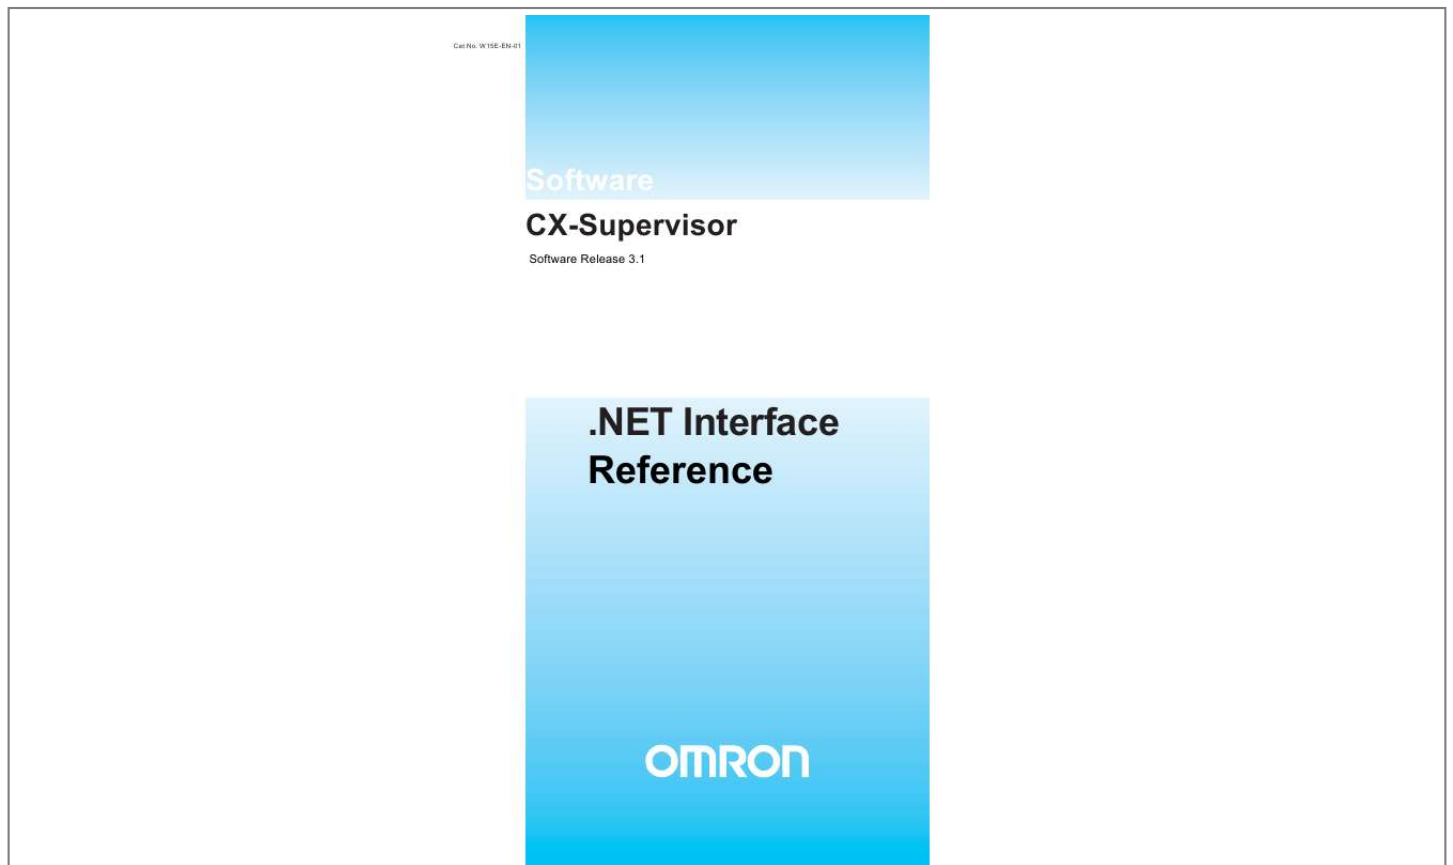 Cat.No. W15E-EN-01
Software
CX-Supervisor
Software Release 3.1
.NET Interface
Reference
OMRON